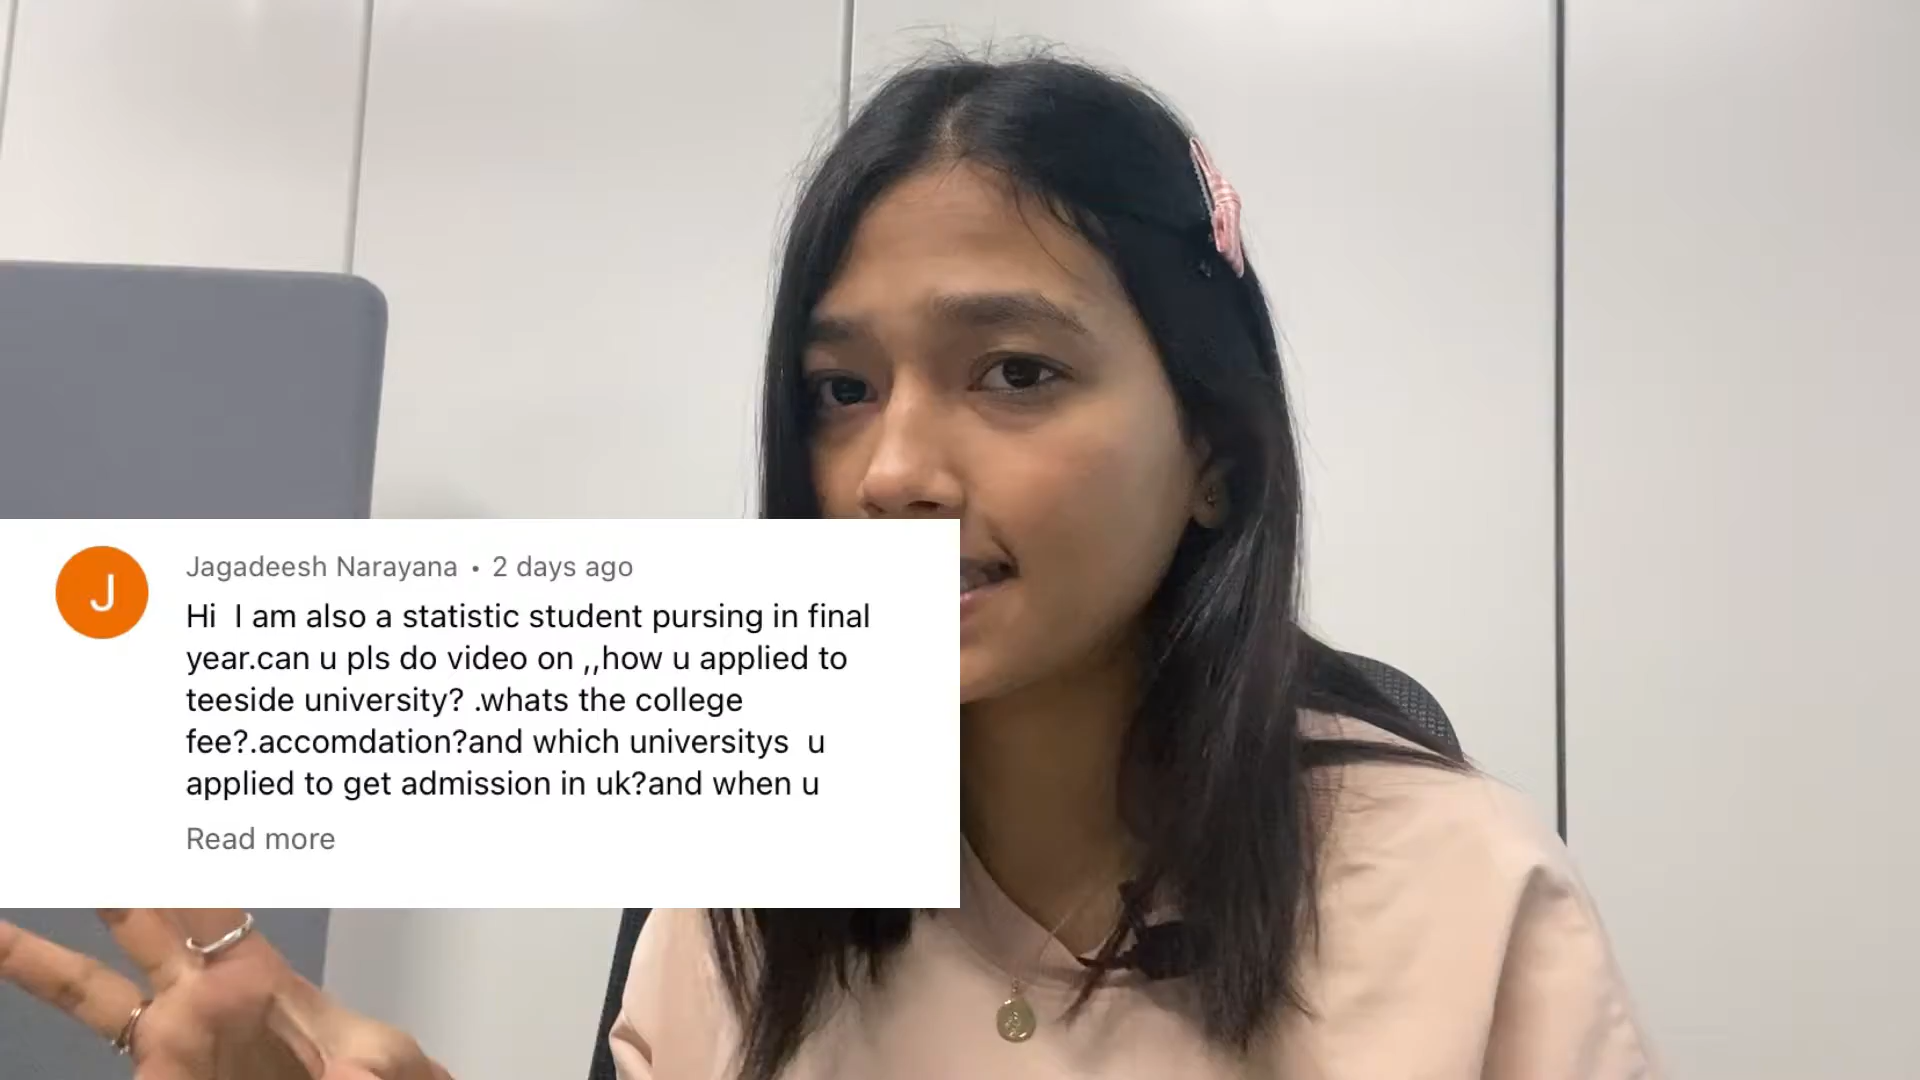 J
Jagadeesh Narayana • 2 days ago
Hi  I am also a statistic student pursing in final
year.can u pls do video on ,,how u applied to
teeside university? .whats the college
fee?.accomdation?and which universitys  u
applied to get admission in uk?and when u
Read more